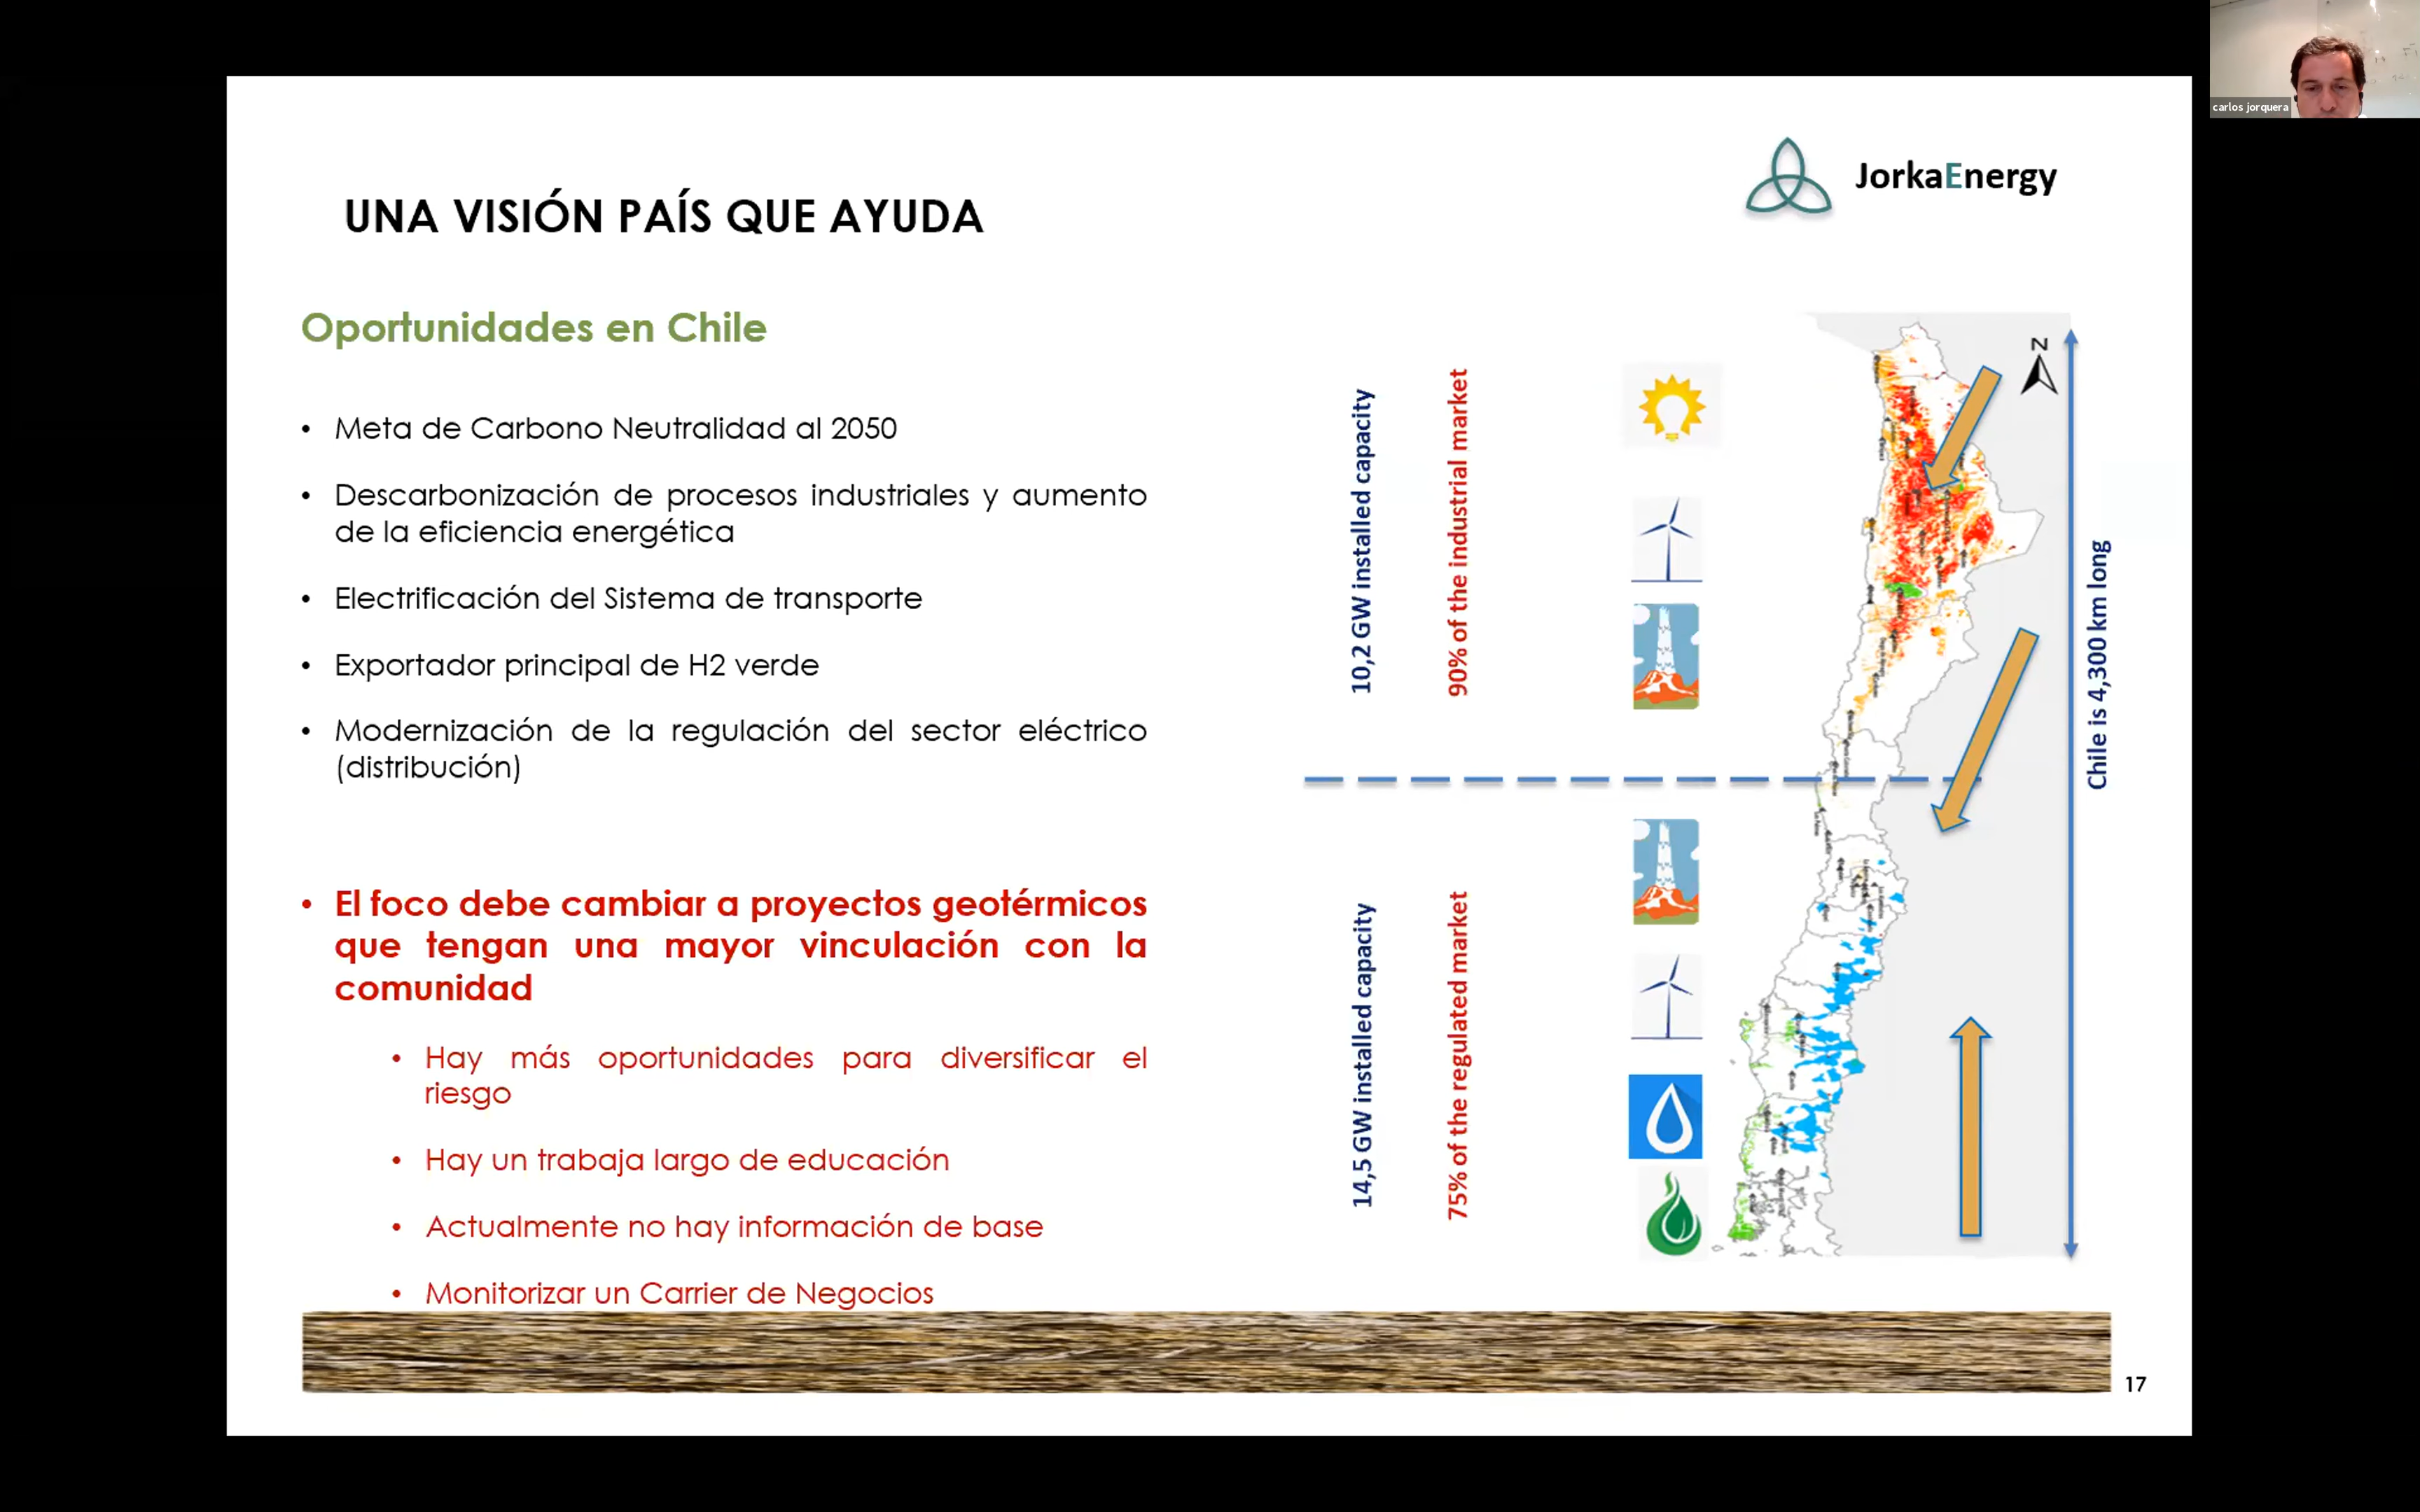 carlos jorquera
JorkaEnergy
UNA VISIÓN PAÍS QUE AYUDA
Oportunidades en Chile
• Meta de Carbono Neutralidad al 2050
• Descarbonización de procesos industriales y aumento
de la eficiencia energética
• Electrificación del Sistema de transporte
• Exportador principal de H2 verde
• Modernización de la regulación del sector eléctrico
(distribución)
• El foco debe cambiar a proyectos geotérmicos
que tengan una mayor vinculación con la
comunidad
• Hay más oportunidades para diversificar el
riesgo
• Hay un trabaja largo de educación
• Actualmente no hay información de base
• Monitorizar un Carrier de Negocios
10,2 GW installed capacity
90% of the industrial market
14,5 GW installed capacity
75% of the regulated market
N
Chile is 4,300 km long
17